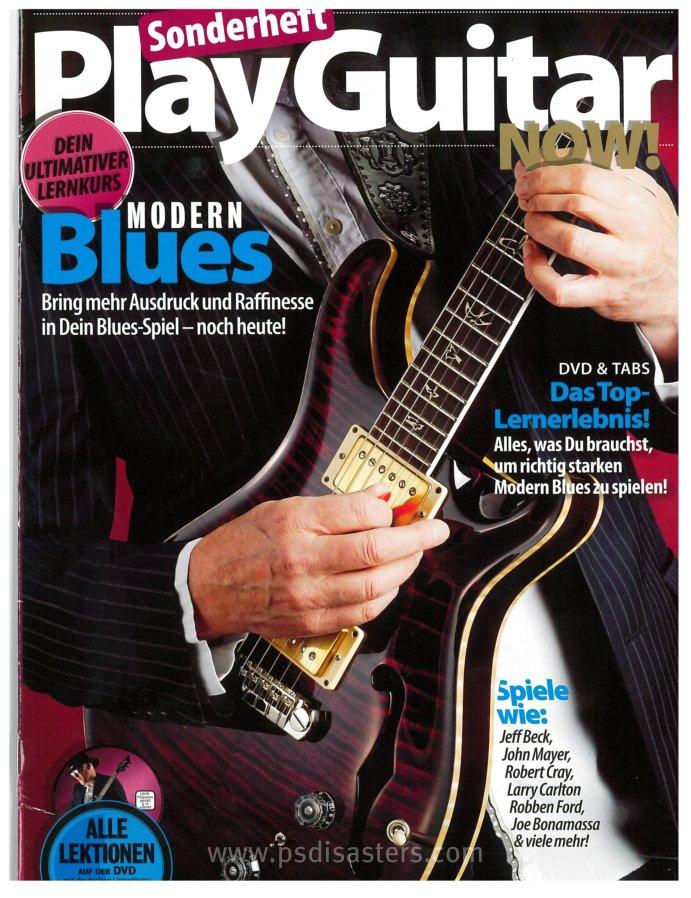 Sonderheft
PlayGuitar
NOW!
DEIN
ULTIMATIVER
LERNKURS
MODERN
Blues
Bring mehr Ausdruck und Raffinesse
in Dein Blues-Spiel – noch heute!
DVD & TABS
Das Top-
Lernerlebnis!
Alles, was Du brauchst,
um richtig starken
Modern Blues zu spielen!
Spiele
wie:
Jeff Beck,
John Mayer,
Robert Cray,
Larry Carlton
Robben Ford,
Joe Bonamassa
& viele mehr!
ALLE
LEKTIONEN
AUF DER DVD
www.psdisasters.com